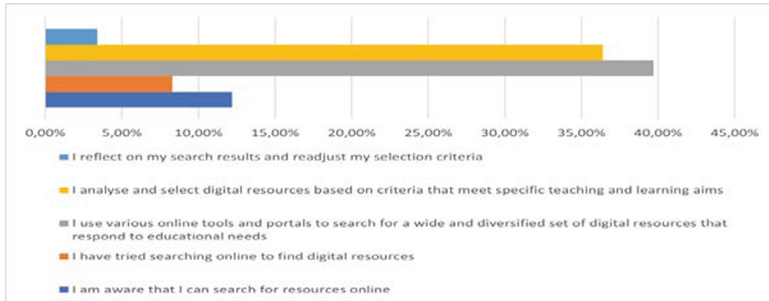 0,00% 5,00% 10,00% 15,00% 20,00% 25,00% 30,00% 35,00% 40,00% 45,00%
I reflect on my search results and readjust my selection criteria
I analyse and select digital resources based on criteria that meet specific teaching and learning aims
I use various online tools and portals to search for a wide and diversified set of digital resources that
respond to educational needs
I have tried searching online to find digital resources
I am aware that I can search for resources online